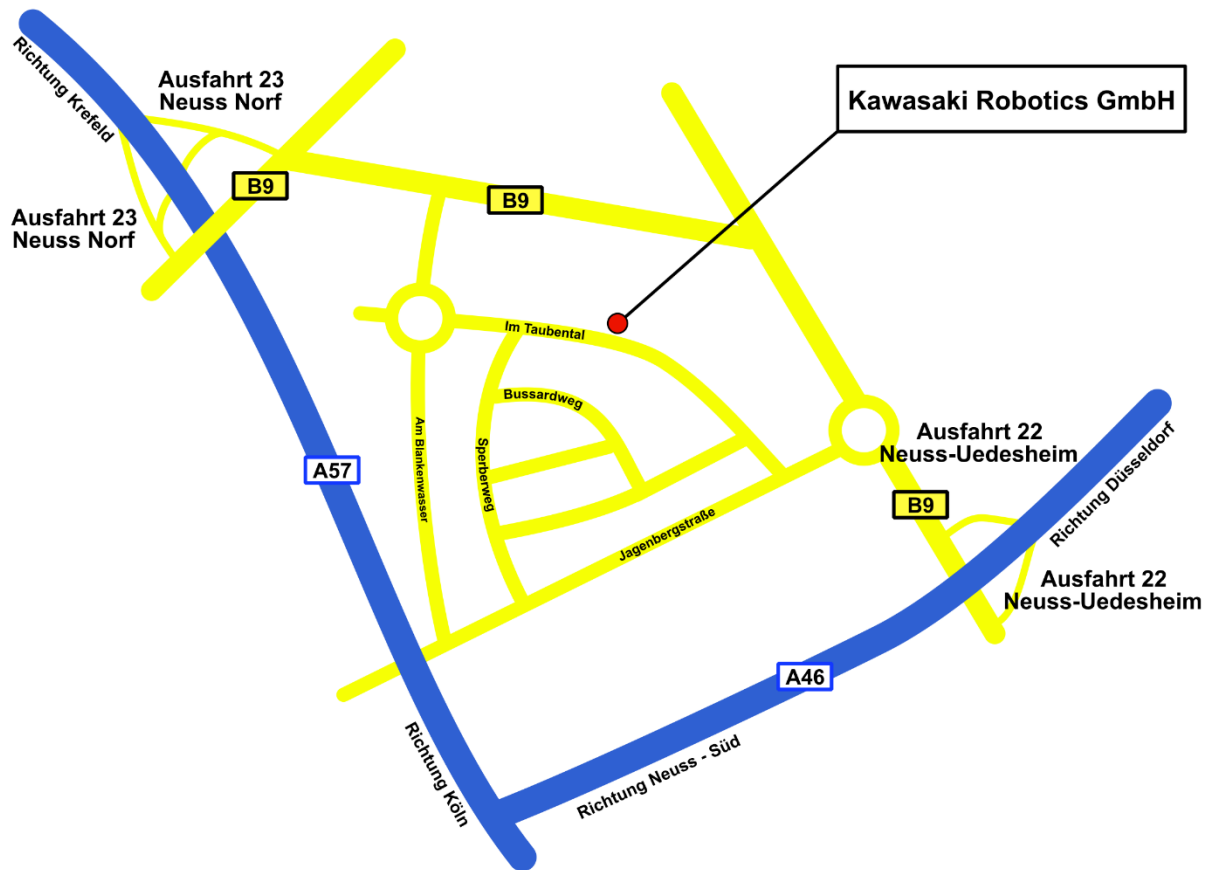 Richtung Krefeld
Ausfahrt 23
Neuss Norf
Kawasaki Robotics GmbH
B9
B9
Ausfahrt 23
Neuss Norf
Im Taubental
Bussardweg
Am Blankenwasser
Sperberweg
A57
Ausfahrt 22
Neuss-Uedesheim
B9
Richtung Düsseldorf
Jagenbergstraße
Ausfahrt 22
Neuss-Uedesheim
A46
Richtung Köln
Richtung Neuss - Süd